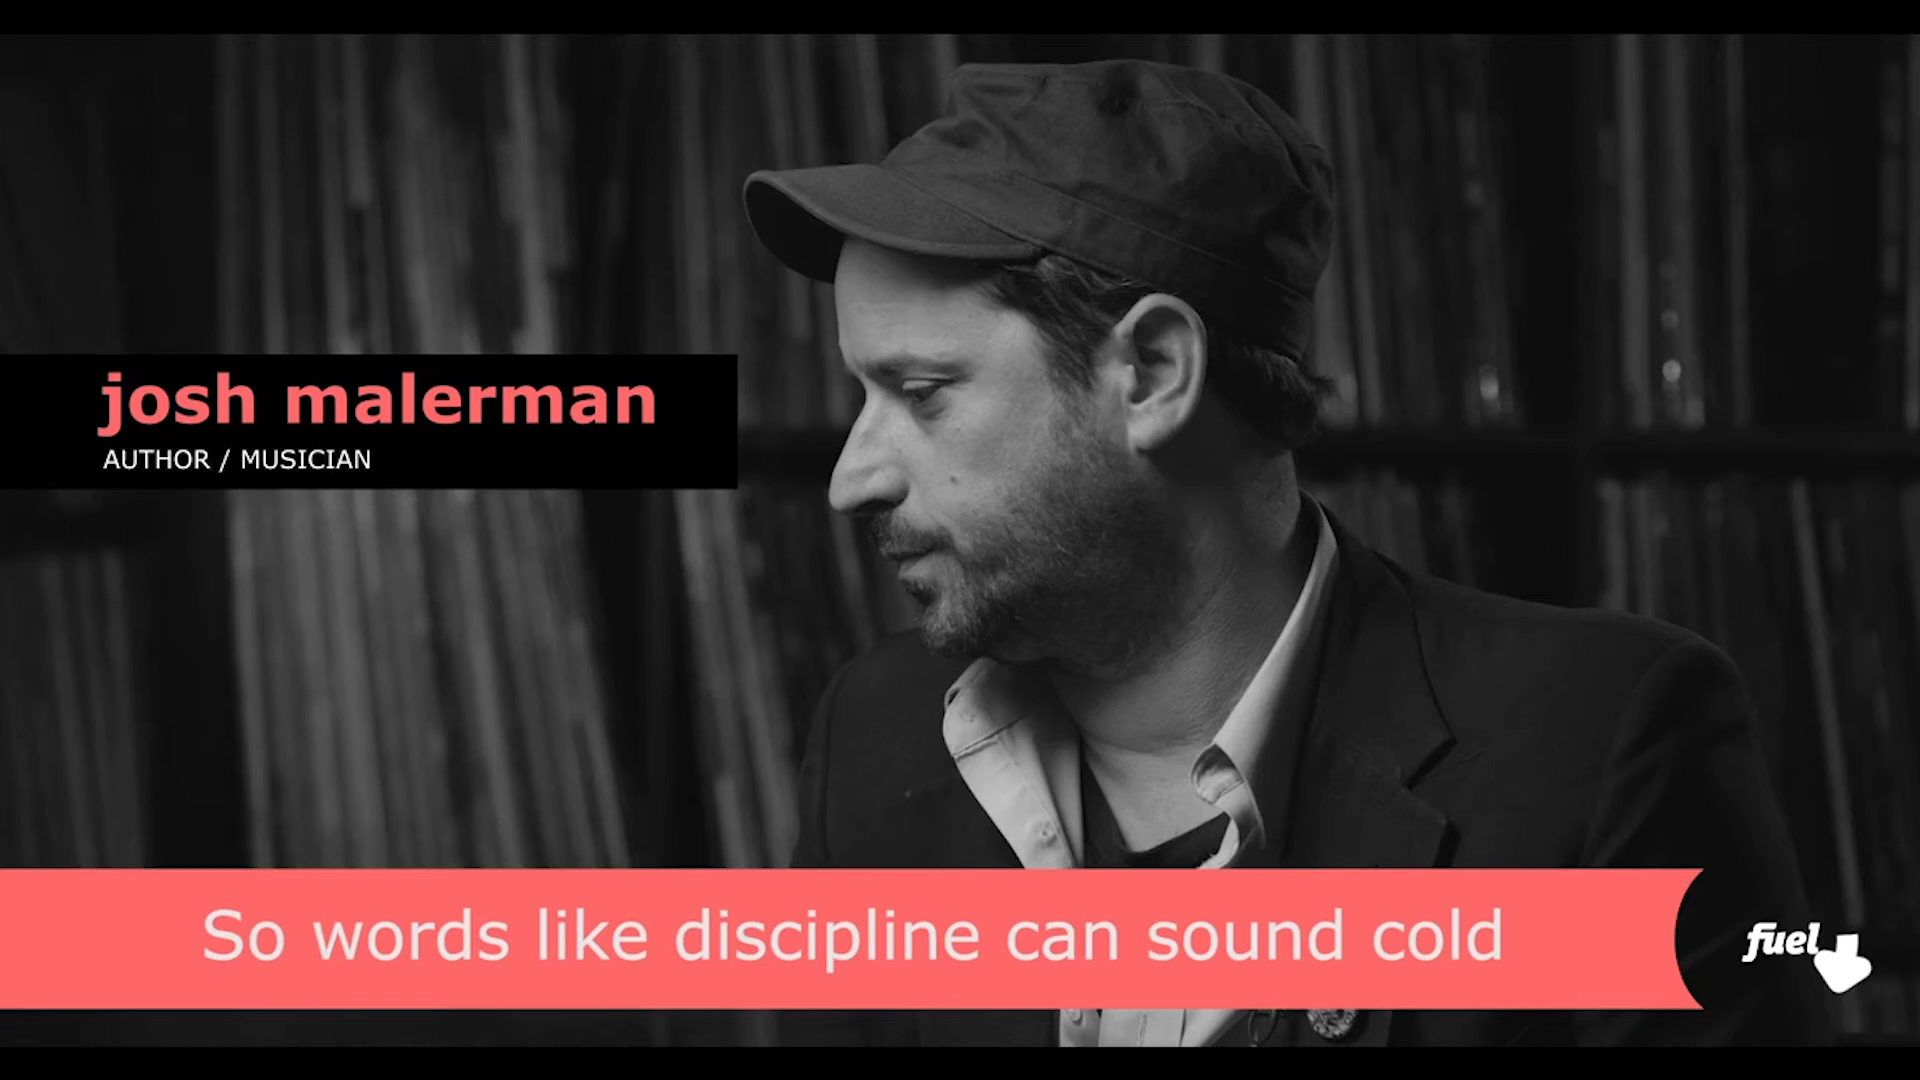 josh malerman
AUTHOR / MUSICIAN
So words like discipline can sound cold
fuel